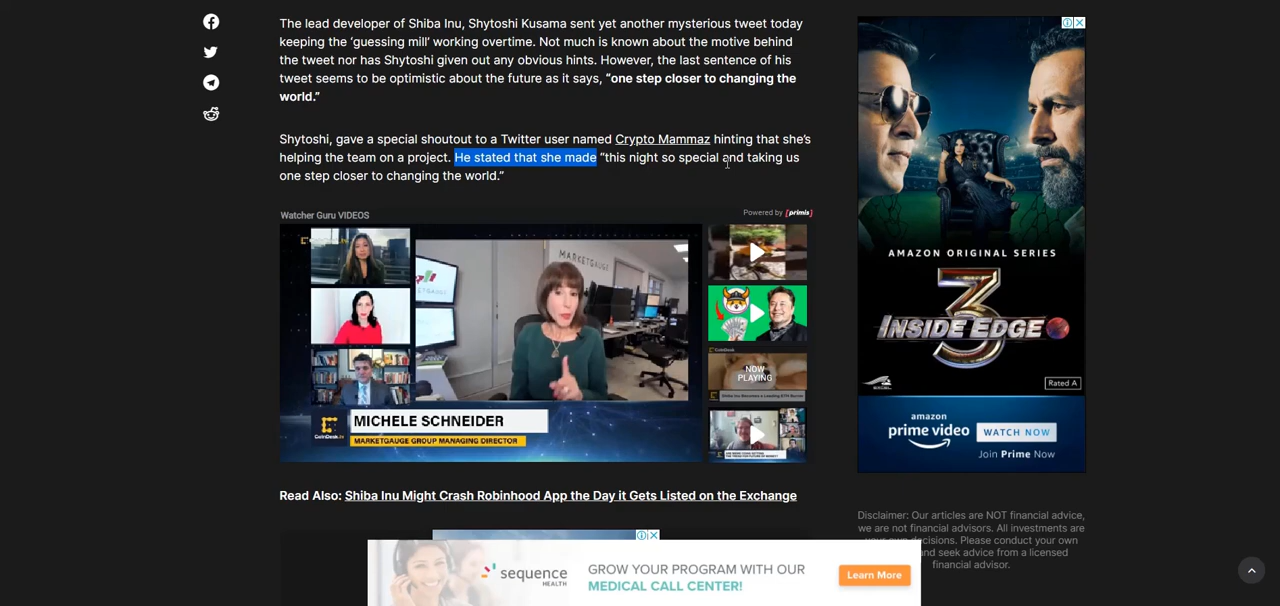 The lead developer of Shiba Inu, Shytoshi Kusama sent yet another mysterious tweet today
keeping the ‘guessing mill’ working overtime. Not much is known about the motive behind
the tweet nor has Shytoshi given out any obvious hints. However, the last sentence of his
tweet seems to be optimistic about the future as it says, “one step closer to changing the
world.”
Shytoshi, gave a special shoutout to a Twitter user named Crypto Mammaz hinting that she’s
helping the team on a project. He stated that she made “this night so special and taking us
one step closer to changing the world.”
Watcher Guru VIDEOS
Powered by [primis]
MARKETGAUGE
NOW
PLAYING
MICHELE SCHNEIDER
MARKETGAUGE GROUP MANAGING DIRECTOR
CoinDesk
Read Also: Shiba Inu Might Crash Robinhood App the Day it Gets Listed on the Exchange
AMAZON ORIGINAL SERIES
3
INSIDE EDGE
EXCEL
Rated A
amazon
prime video
WATCH NOW
Join Prime Now
Disclaimer: Our articles are NOT financial advice,
we are not financial advisors. All investments are
decisions. Please conduct your own
and seek advice from a licensed
financial advisor.
sequence
HEALTH
GROW YOUR PROGRAM WITH OUR
MEDICAL CALL CENTER!
Learn More